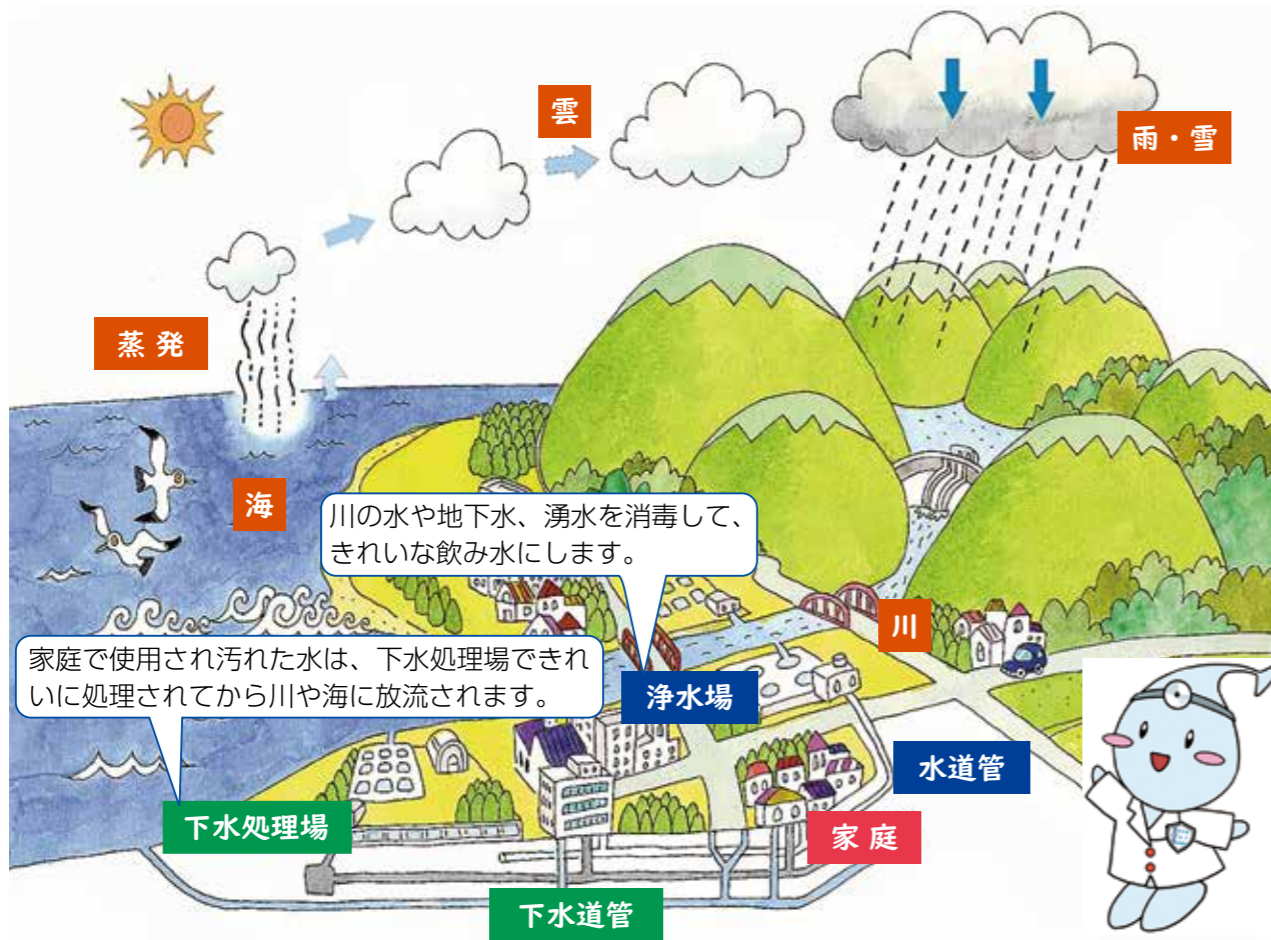 雲
雨・雪
蒸発
海
川の水や地下水、湧水を消毒して、
きれいな飲み水にします。
川
家庭で使用され汚れた水は、下水処理場できれ
いに処理されてから川や海に放流されます。
浄水場
水道管
下水処理場
家庭
下水道管